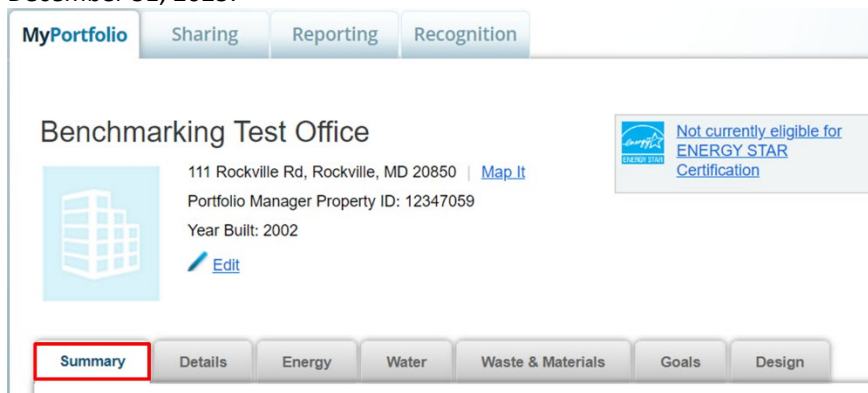 MyPortfolio Sharing Reporting Recognition
Benchmarking Test Office
111 Rockville Rd, Rockville, MD 20850 | Map It
Portfolio Manager Property ID: 12347059
Year Built: 2002
Edit
energy
ENERGY STAR
Not currently eligible for
ENERGY STAR
Certification
Summary Details Energy Water Waste & Materials Goals Design